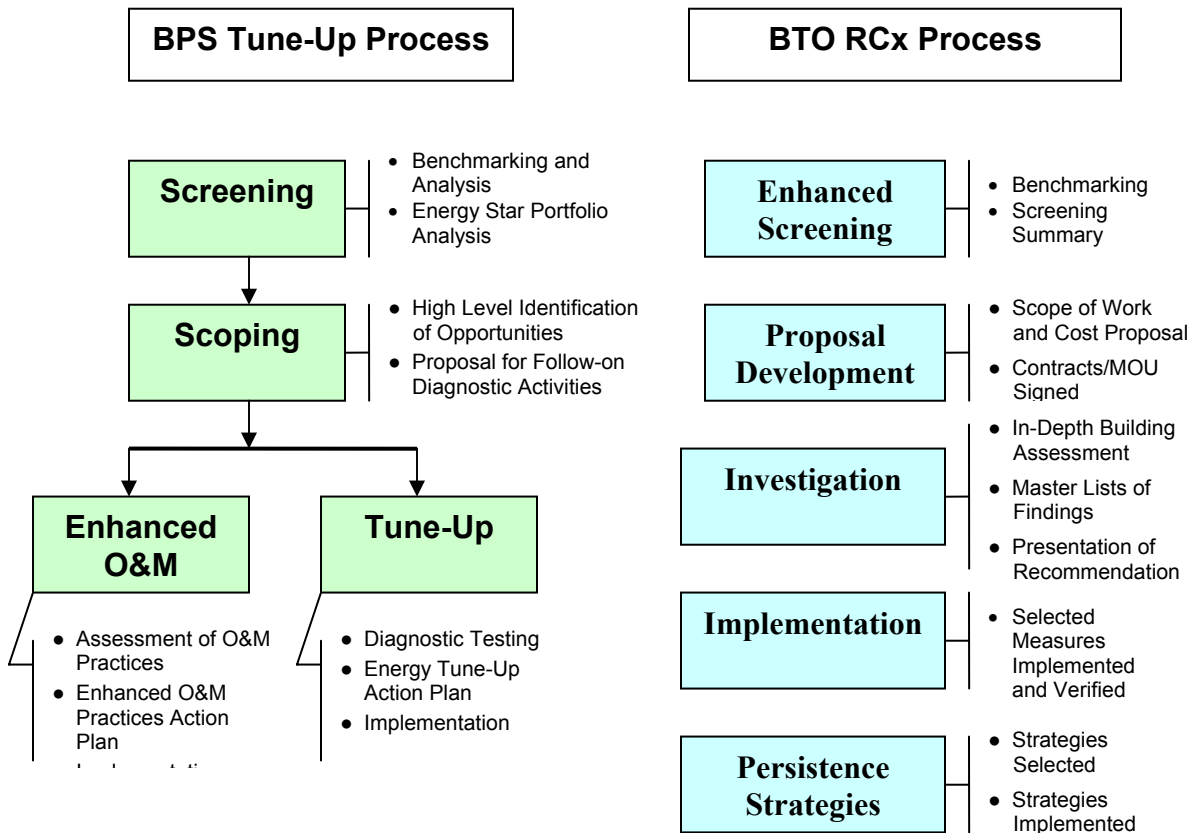 BPS Tune-Up Process
Screening
• Benchmarking and
Analysis
• Energy Star Portfolio
Analysis
Scoping
● High Level Identification
of Opportunities
● Proposal for Follow-on
Diagnostic Activities
Enhanced
O&M
● Assessment of O&M
Practices
● Enhanced O&M
Practices Action
Plan
Tune-Up
● Diagnostic Testing
● Energy Tune-Up
Action Plan
● Implementation
BTO RCx Process
Enhanced
Screening
• Benchmarking
• Screening
Summary
Proposal
Development
● Scope of Work
and Cost Proposal
● Contracts/MOU
Signed
Investigation
● In-Depth Building
Assessment
● Master Lists of
Findings
● Presentation of
Recommendation
Implementation
● Selected
Measures
Implemented
and Verified
Persistence
Strategies
● Strategies
Selected
● Strategies
Implemented